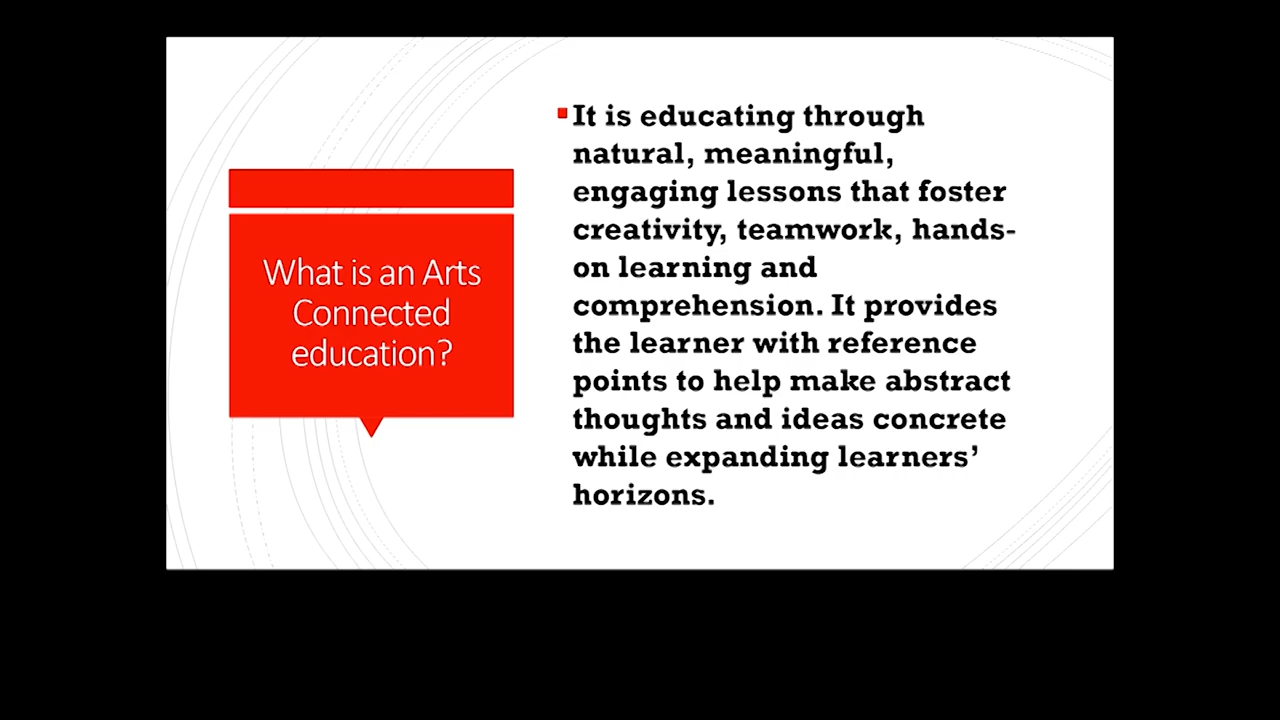 What is an Arts
Connected
education?
It is educating through
natural, meaningful,
engaging lessons that foster
creativity, teamwork, hands-
on learning and
comprehension. It provides
the learner with reference
points to help make abstract
thoughts and ideas concrete
while expanding learners’
horizons.